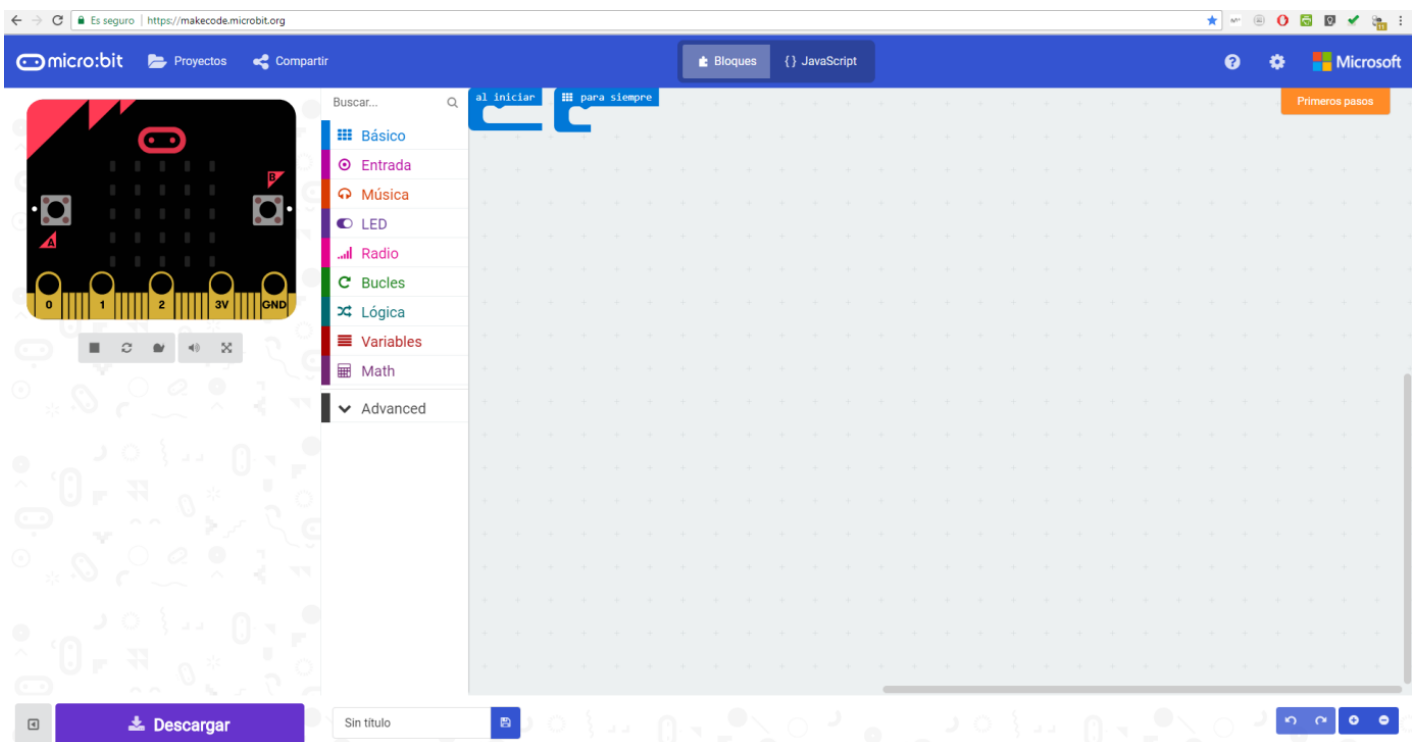 Es seguro | https://makecode.microbit.org
micro:bit Proyectos Compartir Bloques {} JavaScript Microsoft
Buscar...
al iniciar para siempre
Primeros pasos
Básico
Entrada
Música
LED
Radio
Bucles
Lógica
Variables
Math
Advanced
B
A
0 1 2 3V GND
Descargar
Sin título